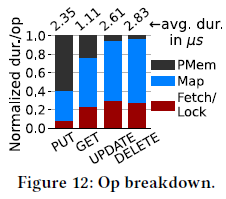 2.35 1.11 2.61 2.83 ←avg. dur.
in µs
Normalized dur./op
1.0
0.8
0.6
0.4
0.2
0.0
PMem
Map
Fetch/
Lock
PUT GET UPDATE DELETE
Figure 12: Op breakdown.